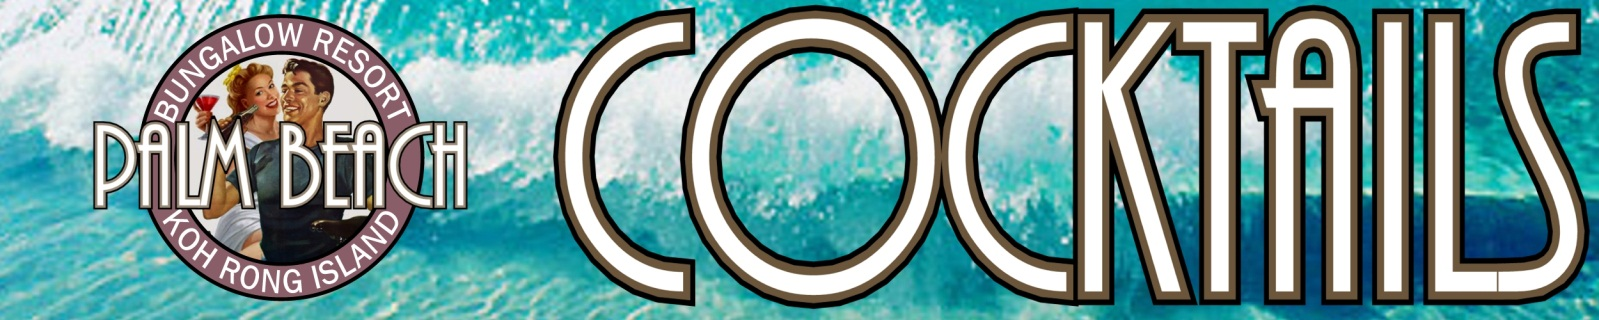 BUNGALOW RESORT
PALM BEACH
KOH RONG ISLAND
COCKTAILS